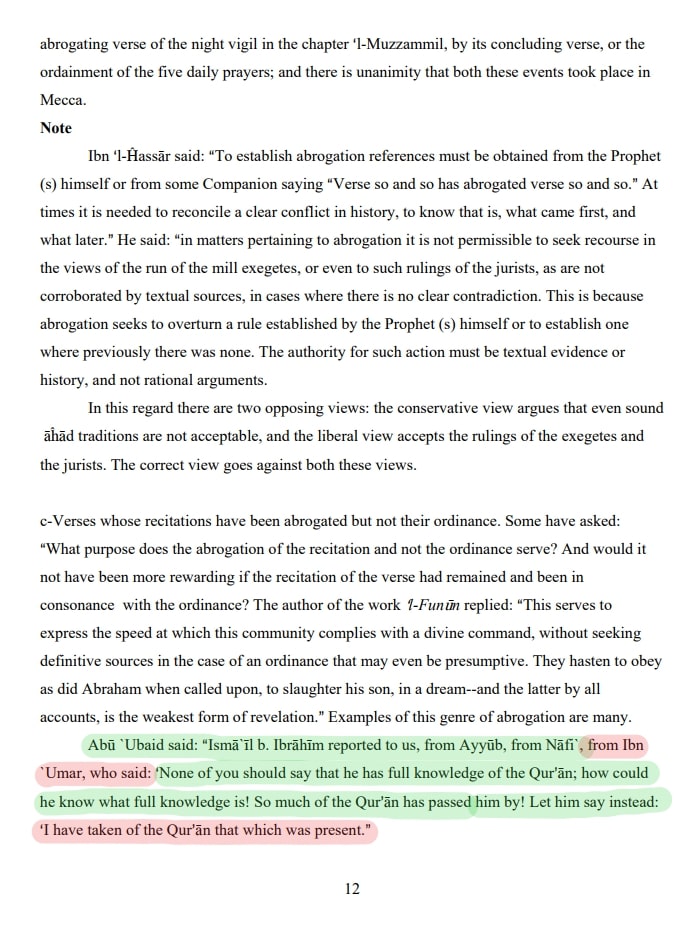 abrogating verse of the night vigil in the chapter ‘l-Muzzammil, by its concluding verse, or the
ordainment of the five daily prayers; and there is unanimity that both these events took place in
Mecca.
Note
Ibn ‘l-Ĥassār said: “To establish abrogation references must be obtained from the Prophet
(s) himself or from some Companion saying “Verse so and so has abrogated verse so and so.” At
times it is needed to reconcile a clear conflict in history, to know that is, what came first, and
what later.” He said: “in matters pertaining to abrogation it is not permissible to seek recourse in
the views of the run of the mill exegetes, or even to such rulings of the jurists, as are not
corroborated by textual sources, in cases where there is no clear contradiction. This is because
abrogation seeks to overturn a rule established by the Prophet (s) himself or to establish one
where previously there was none. The authority for such action must be textual evidence or
history, and not rational arguments.
In this regard there are two opposing views: the conservative view argues that even sound
āĥād traditions are not acceptable, and the liberal view accepts the rulings of the exegetes and
the jurists. The correct view goes against both these views.
c-Verses whose recitations have been abrogated but not their ordinance. Some have asked:
“What purpose does the abrogation of the recitation and not the ordinance serve? And would it
not have been more rewarding if the recitation of the verse had remained and been in
consonance with the ordinance? The author of the work ‘l-Funūn replied: “This serves to
express the speed at which this community complies with a divine command, without seeking
definitive sources in the case of an ordinance that may even be presumptive. They hasten to obey
as did Abraham when called upon, to slaughter his son, in a dream--and the latter by all
accounts, is the weakest form of revelation.” Examples of this genre of abrogation are many.
Abū `Ubaid said: “Ismā`īl b. Ibrāhīm reported to us, from Ayyūb, from Nāfi`, from Ibn
`Umar, who said: ‘None of you should say that he has full knowledge of the Qur'ān; how could
he know what full knowledge is! So much of the Qur'ān has passed him by! Let him say instead:
‘I have taken of the Qur'ān that which was present.”
12